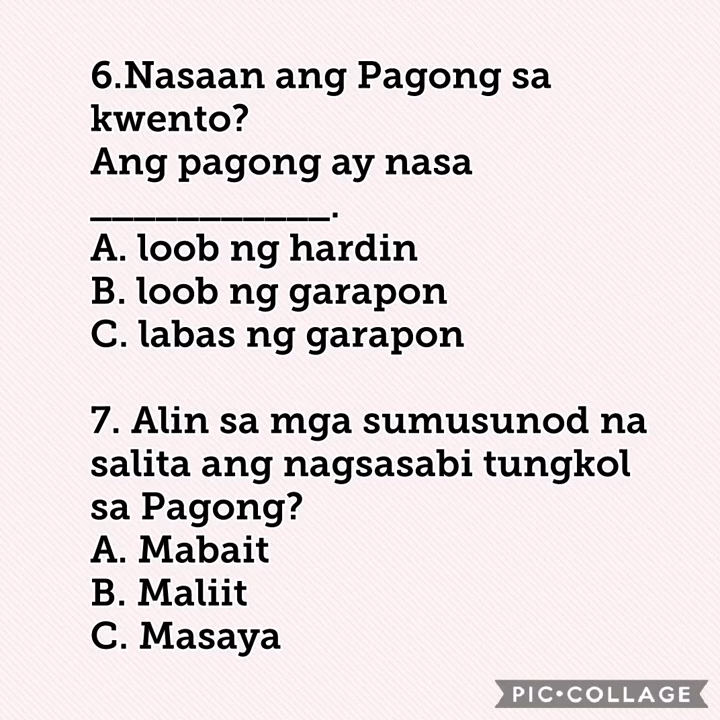 6.Nasaan ang Pagong sa
kwento?
Ang pagong ay nasa
___________.
A. loob ng hardin
B. loob ng garapon
C. labas ng garapon
7. Alin sa mga sumusunod na
salita ang nagsasabi tungkol
sa Pagong?
A. Mabait
B. Maliit
C. Masaya
PIC•COLLAGE